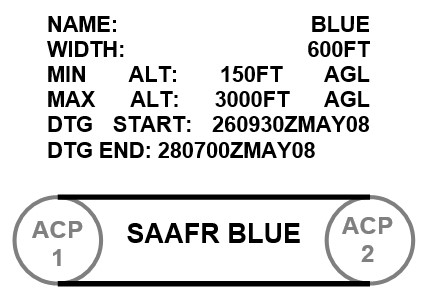 NAME: BLUE
WIDTH: 600FT
MIN ALT: 150FT AGL
MAX ALT: 3000FT AGL
DTG START: 260930ZMAY08
DTG END: 280700ZMAY08
ACP 1
SAAFR BLUE
ACP 2